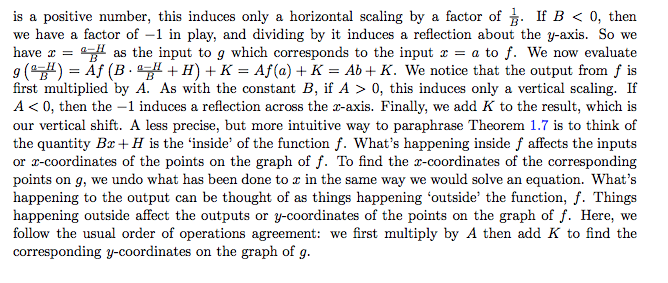 is a positive number, this induces only a horizontal scaling by a factor of 1/B. If B < 0, then
we have a factor of −1 in play, and dividing by it induces a reflection about the y-axis. So we
have x = (a−H)/B as the input to g which corresponds to the input x = a to f. We now evaluate
g((a−H)/B) = Af(B · (a−H)/B + H) + K = Af(a) + K = Ab + K. We notice that the output from f is
first multiplied by A. As with the constant B, if A > 0, this induces only a vertical scaling. If
A < 0, then the −1 induces a reflection across the x-axis. Finally, we add K to the result, which is
our vertical shift. A less precise, but more intuitive way to paraphrase Theorem 1.7 is to think of
the quantity Bx + H is the ‘inside’ of the function f. What’s happening inside f affects the inputs
or x-coordinates of the points on the graph of f. To find the x-coordinates of the corresponding
points on g, we undo what has been done to x in the same way we would solve an equation. What’s
happening to the output can be thought of as things happening ‘outside’ the function, f. Things
happening outside affect the outputs or y-coordinates of the points on the graph of f. Here, we
follow the usual order of operations agreement: we first multiply by A then add K to find the
corresponding y-coordinates on the graph of g.